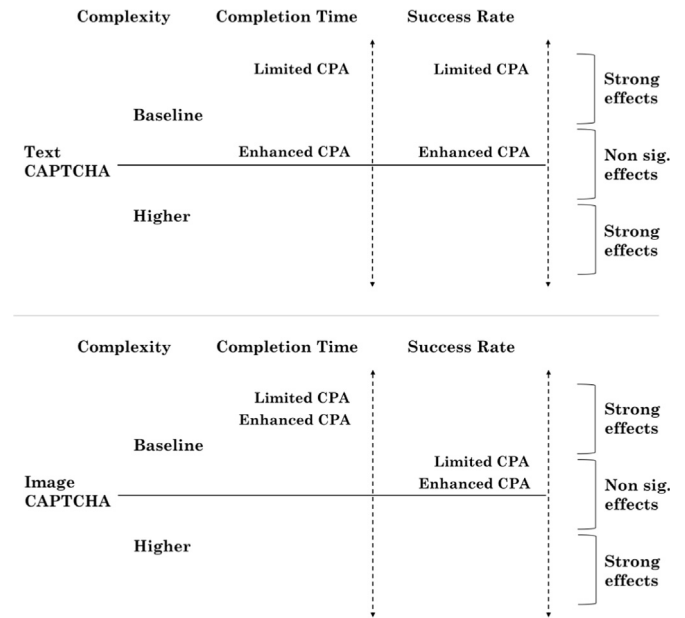 Complexity Completion Time Success Rate
Limited CPA Limited CPA
Strong
effects
Baseline
Text
CAPTCHA
Enhanced CPA Enhanced CPA
Non sig.
effects
Higher
Strong
effects
Complexity Completion Time Success Rate
Limited CPA
Enhanced CPA
Strong
effects
Baseline
Limited CPA
Enhanced CPA
Image
CAPTCHA
Non sig.
effects
Higher
Strong
effects